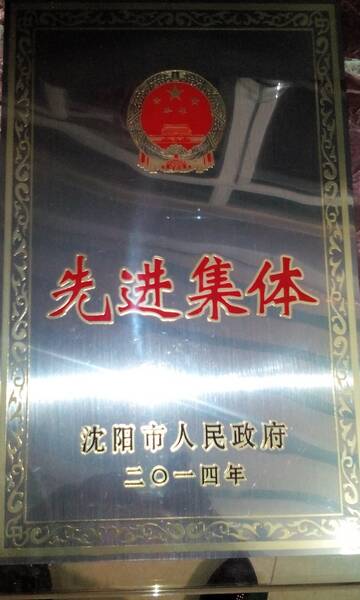 先进集体
沈阳市人民政府
二〇一四年